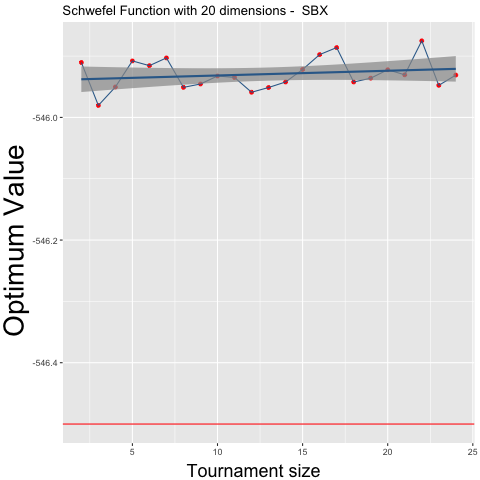 Schwefel Function with 20 dimensions -  SBX
Optimum Value
-546.0
-546.2
-546.4
5
10
15
20
25
Tournament size